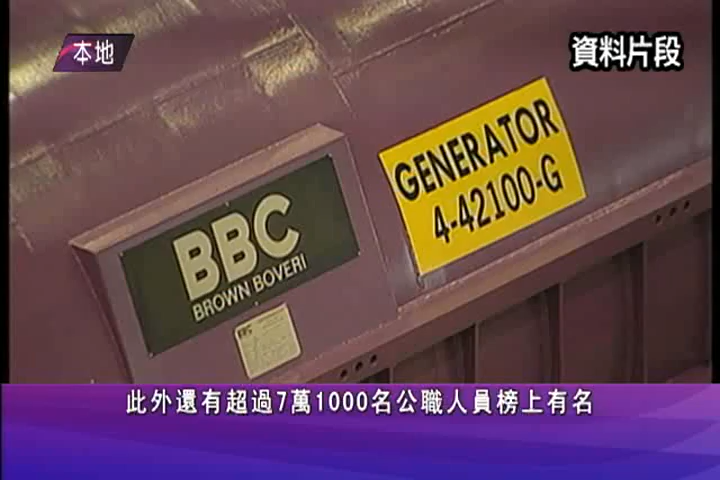 本地
資料片段
GENERATOR
4-42100-G
BBC
BROWN BOVERI
此外還有超過7萬1000名公職人員榜上有名